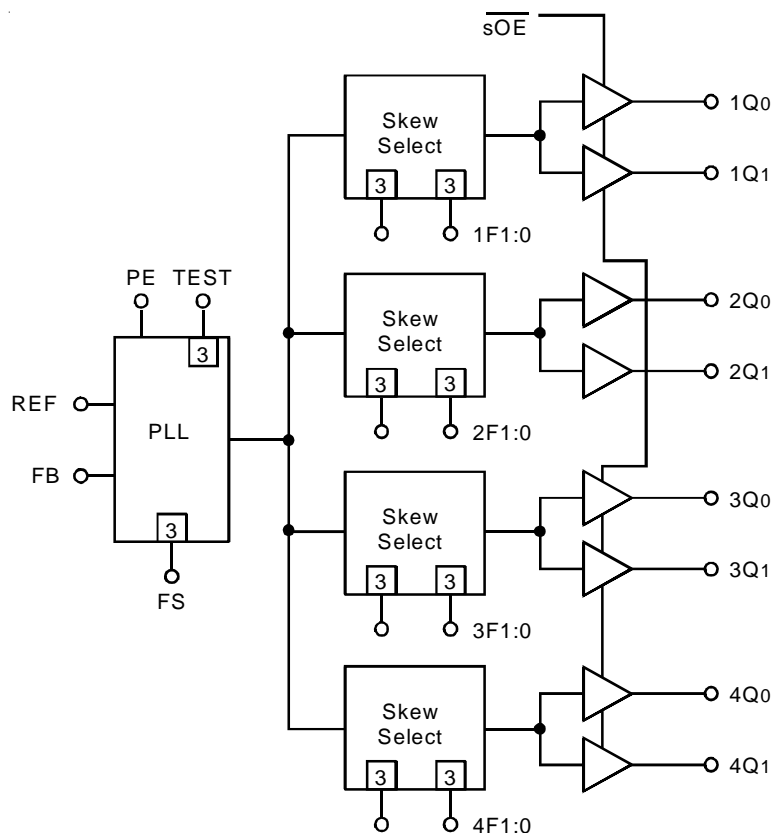 sOE
Skew
Select
3 3
1F1:0
1Q0
1Q1
PE TEST
3
REF
PLL
FB
3
FS
Skew
Select
3 3
2F1:0
2Q0
2Q1
Skew
Select
3 3
3F1:0
3Q0
3Q1
Skew
Select
3 3
4F1:0
4Q0
4Q1